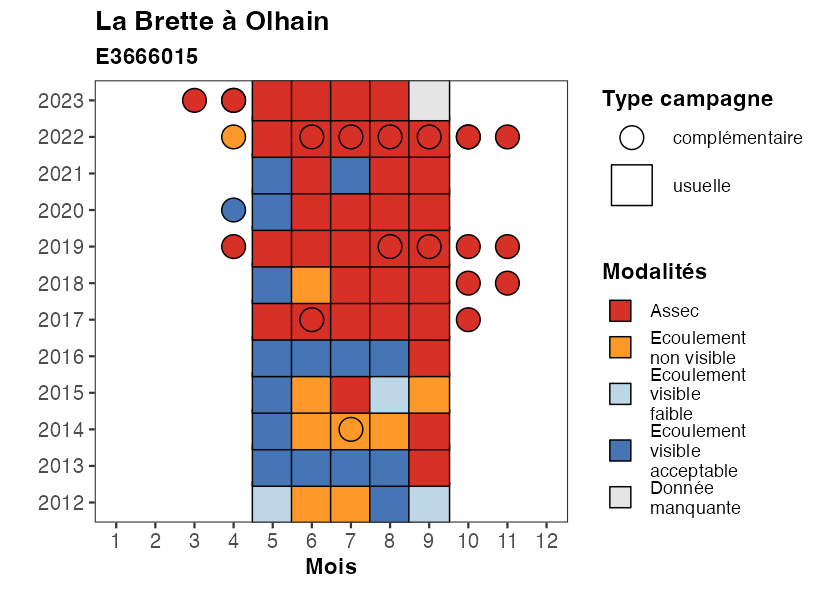 La Brette à Olhain
E3666015
2023
2022
2021
2020
2019
2018
2017
2016
2015
2014
2013
2012
1 2 3 4 5 6 7 8 9 10 11 12
Mois
Type campagne
complémentaire
usuelle
Modalités
Assec
Ecoulement
non visible
Ecoulement
visible
faible
Ecoulement
visible
acceptable
Donnée
manquante